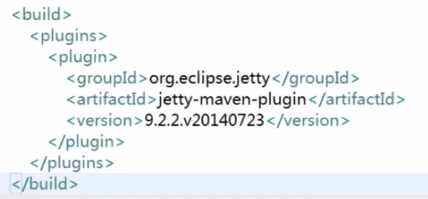 <build>
<plugins>
<plugin>
<groupId>org.eclipse.jetty</groupId>
<artifactId>jetty-maven-plugin</artifactId>
<version>9.2.2.v20140723</version>
</plugin>
</plugins>
</build>